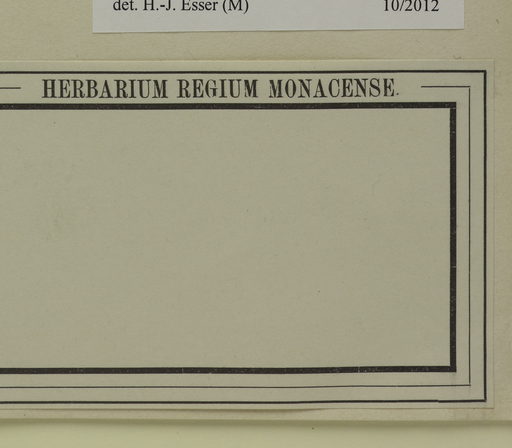 det. H.-J. Esser (M) 10/2012
HERBARIUM REGIUM MONACENSE.